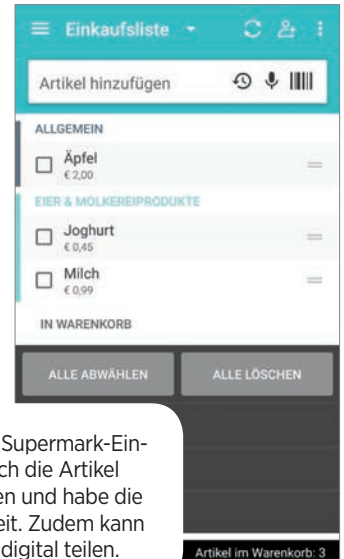 Einkaufsliste
Artikel hinzufügen
ALLGEMEIN
Äpfel
€ 2,00
EIER & MOLKEREIPRODUKTE
Joghurt
€ 0,45
Milch
€ 0,99
IN WARENKORB
ALLE ABWÄHLEN ALLE LÖSCHEN
Supermark-Ein-
ch die Artikel
en und habe die
eit. Zudem kann
digital teilen.
Artikel im Warenkorb: 3